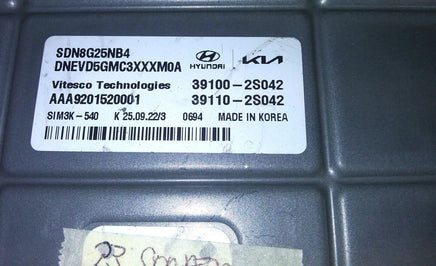 SDN8G25NB4
DNEVD5GMC3XXXM0A
HYUNDAI KIA
Vitesco Technologies 39100-2S042
AAA9201520001 39110-2S042
SIM3K-540 K 25.09.22/3 0694 MADE IN KOREA